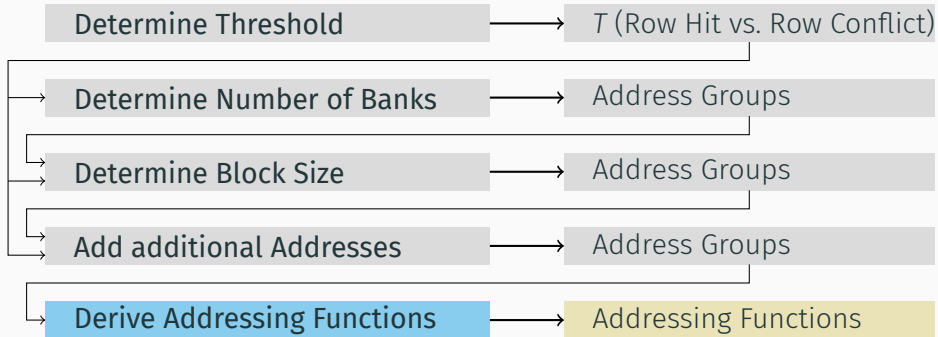 Determine Threshold
T (Row Hit vs. Row Conflict)
Determine Number of Banks
Address Groups
Determine Block Size
Address Groups
Add additional Addresses
Address Groups
Derive Addressing Functions
Addressing Functions